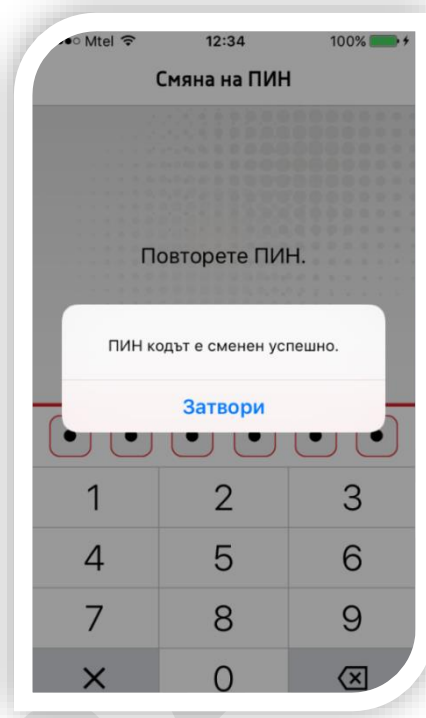 Mtel 12:34 100%
Смяна на ПИН
Повторете ПИН.
ПИН кодът е сменен успешно.
Затвори
1 2 3
4 5 6
7 8 9
0